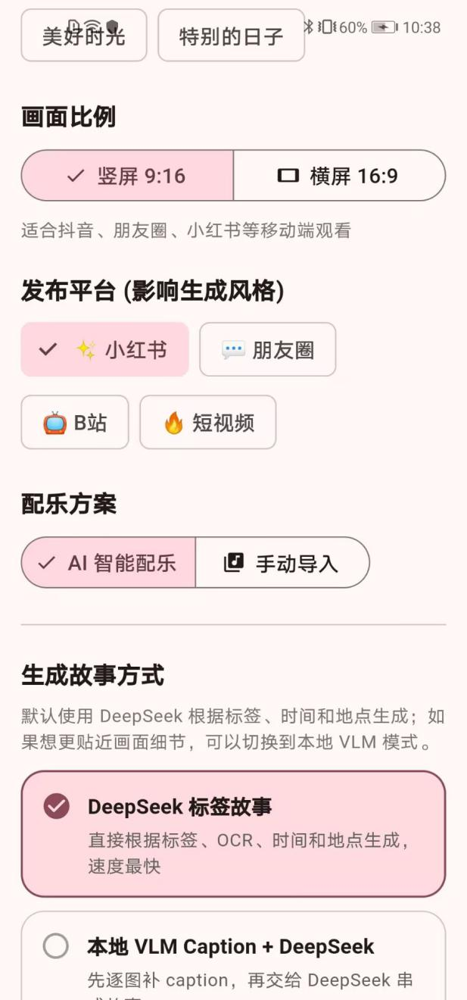 60% 10:38
美好时光 特别的日子
画面比例
竖屏 9:16 横屏 16:9
适合抖音、朋友圈、小红书等移动端观看
发布平台 (影响生成风格)
小红书 朋友圈
B站 短视频
配乐方案
AI 智能配乐 手动导入
生成故事方式
默认使用 DeepSeek 根据标签、时间和地点生成；如
果想更贴近画面细节，可以切换到本地 VLM 模式。
DeepSeek 标签故事
直接根据标签、OCR、时间和地点生成，
速度最快
本地 VLM Caption + DeepSeek
先逐图补 caption，再交给 DeepSeek 串